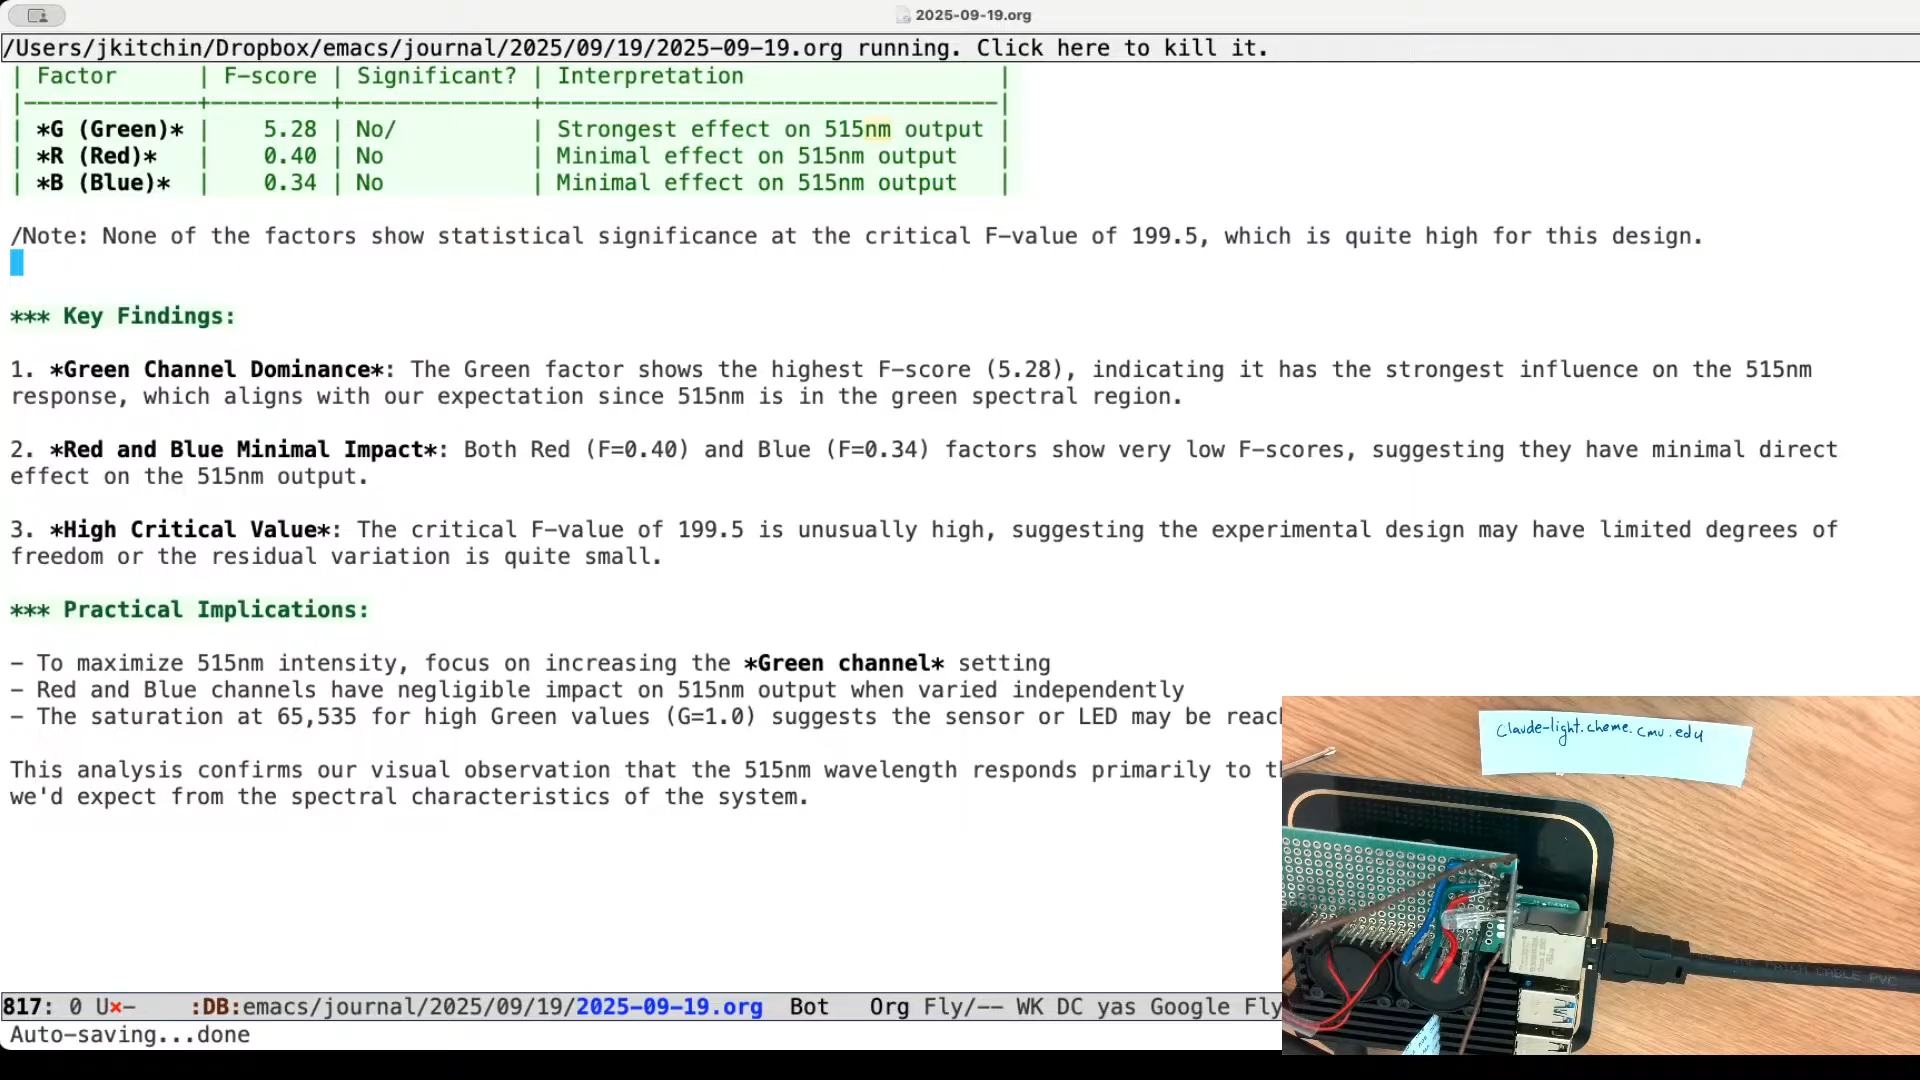 2025-09-19.org
/Users/jkitchin/Dropbox/emacs/journal/2025/09/19/2025-09-19.org running. Click here to kill it.
| Factor | F-score | Significant? | Interpretation |
|-------------+---------+--------------+----------------------------------|
| *G (Green)* | 5.28 | No/ | Strongest effect on 515nm output |
| *R (Red)* | 0.40 | No | Minimal effect on 515nm output |
| *B (Blue)* | 0.34 | No | Minimal effect on 515nm output |
/Note: None of the factors show statistical significance at the critical F-value of 199.5, which is quite high for this design.
*** Key Findings:
1. *Green Channel Dominance*: The Green factor shows the highest F-score (5.28), indicating it has the strongest influence on the 515nm
response, which aligns with our expectation since 515nm is in the green spectral region.
2. *Red and Blue Minimal Impact*: Both Red (F=0.40) and Blue (F=0.34) factors show very low F-scores, suggesting they have minimal direct
effect on the 515nm output.
3. *High Critical Value*: The critical F-value of 199.5 is unusually high, suggesting the experimental design may have limited degrees of
freedom or the residual variation is quite small.
*** Practical Implications:
- To maximize 515nm intensity, focus on increasing the *Green channel* setting
- Red and Blue channels have negligible impact on 515nm output when varied independently
- The saturation at 65,535 for high Green values (G=1.0) suggests the sensor or LED may be reac
This analysis confirms our visual observation that the 515nm wavelength responds primarily to t
we'd expect from the spectral characteristics of the system.
Claude-light.cheme.cmu.edu
817: 0 U×- :DB:emacs/journal/2025/09/19/2025-09-19.org Bot Org Fly/-- WK DC yas Google Fly
Auto-saving...done